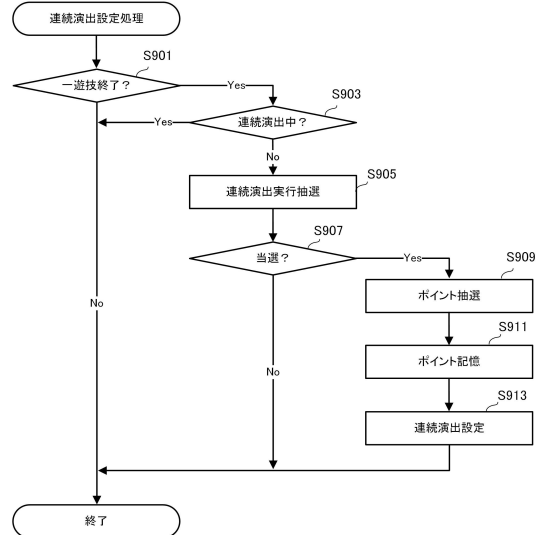 連続演出設定処理
S901
一遊技終了？
Yes
S903
連続演出中？
Yes
No
S905
連続演出実行抽選
S907
当選？
Yes
S909
ポイント抽選
No
S911
ポイント記憶
No
S913
連続演出設定
終了